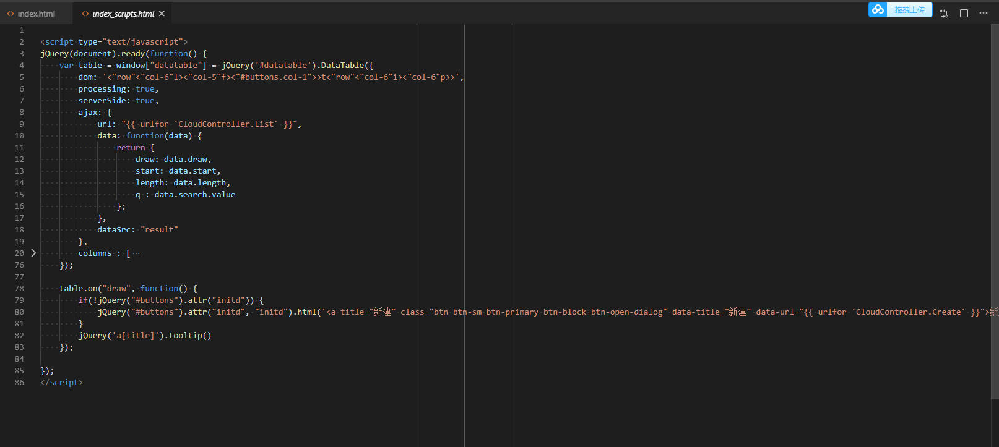 index.html
index_scripts.html
拖拽上传
1
2 <script type="text/javascript">
3 jQuery(document).ready(function() {
4 var table = window["datatable"] = jQuery('#datatable').DataTable({
5 dom: '<"row"<"col-6"l><"col-5"f><"#buttons.col-1">>t<"row"<"col-6"i><"col-6"p>>',
6 processing: true,
7 serverSide: true,
8 ajax: {
9 url: "{{ urlfor `CloudController.List` }}",
10 data: function(data) {
11 return {
12 draw: data.draw,
13 start: data.start,
14 length: data.length,
15 q : data.search.value
16 };
17 },
18 dataSrc: "result"
19 },
20 columns : [ …
76 });
77
78 table.on("draw", function() {
79 if(!jQuery("#buttons").attr("initd")) {
80 jQuery("#buttons").attr("initd", "initd").html('<a title="新建" class="btn btn-sm btn-primary btn-block btn-open-dialog" data-title="新建" data-url="{{ urlfor `CloudController.Create` }}">新
81 }
82 jQuery('a[title]').tooltip()
83 });
84
85 });
86 </script>